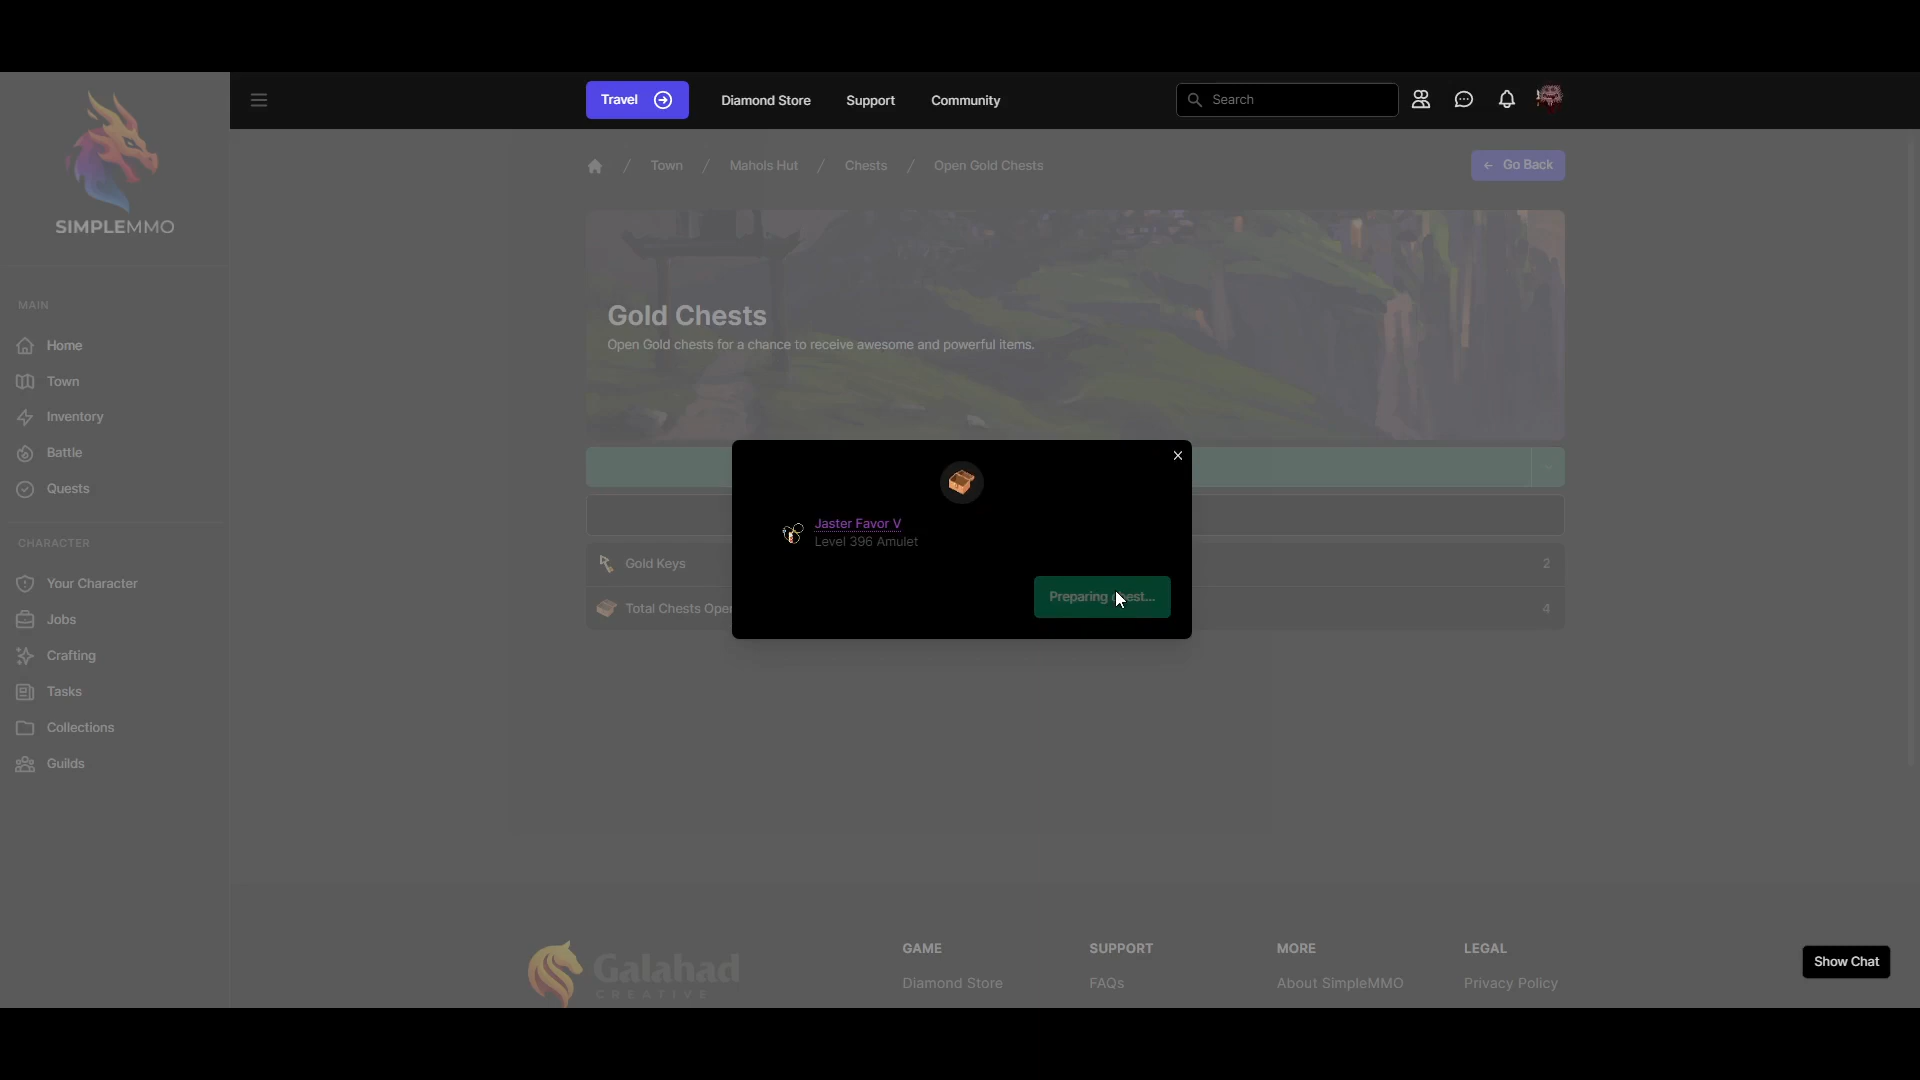 Travel
Diamond Store
Support
Community
Search
SIMPLEMMO
Town / Mahols Hut / Chests / Open Gold Chests
← Go Back
MAIN
Home
Town
Inventory
Battle
Quests
CHARACTER
Your Character
Jobs
Crafting
Tasks
Collections
Guilds
Gold Chests
Open Gold chests for a chance to receive awesome and powerful items.
Jaster Favor V
Level 396 Amulet
Preparing
Gold Keys
2
Total Chests
4
Galahad
CREATIVE
GAME
Diamond Store
SUPPORT
FAQs
MORE
About SimpleMMO
LEGAL
Privacy Policy
Show Chat